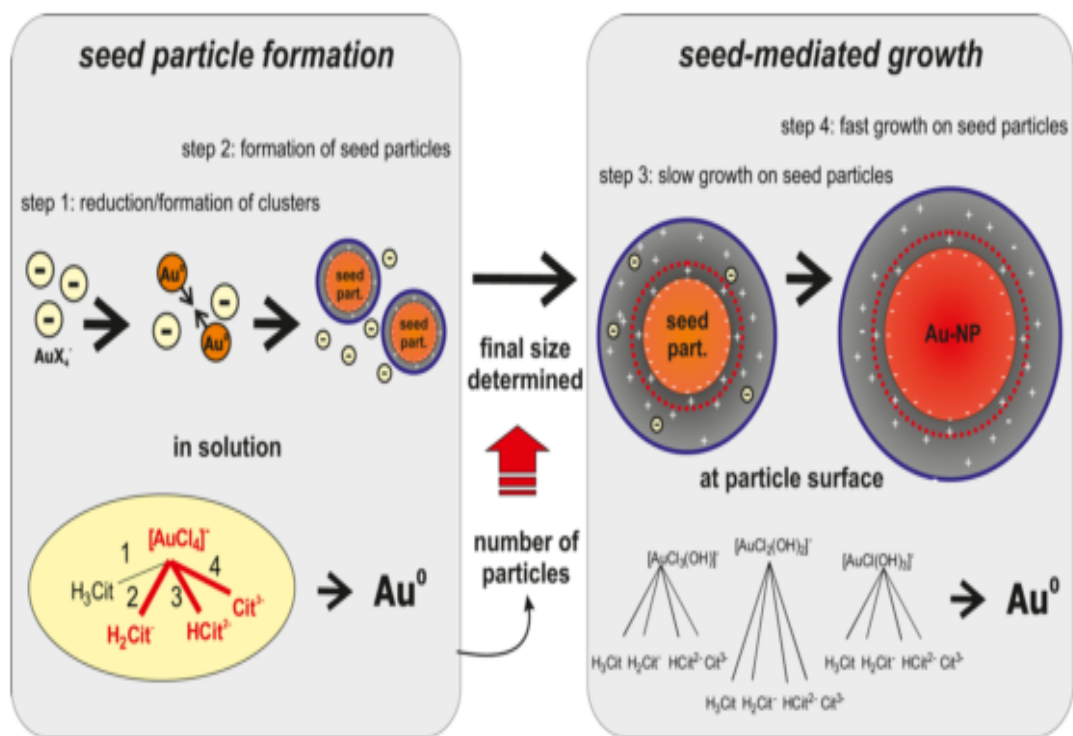 seed particle formation
step 2: formation of seed particles
step 1: reduction/formation of clusters
AuX₄⁻
Au⁰
Au⁰
seed
part.
seed
part.
in solution
[AuCl₄]⁻
1
2
3
4
H₃Cit
H₂Cit⁻
HCit²⁻
Cit³⁻
Au⁰
final size
determined
number of
particles
seed-mediated growth
step 4: fast growth on seed particles
step 3: slow growth on seed particles
seed
part.
Au-NP
at particle surface
[AuCl₃(OH)]⁻
[AuCl₂(OH)₂]⁻
[AuCl(OH)₃]⁻
H₃Cit H₂Cit⁻ HCit²⁻ Cit³⁻
H₃Cit H₂Cit⁻ HCit²⁻ Cit³⁻
H₃Cit H₂Cit⁻ HCit²⁻ Cit³⁻
Au⁰